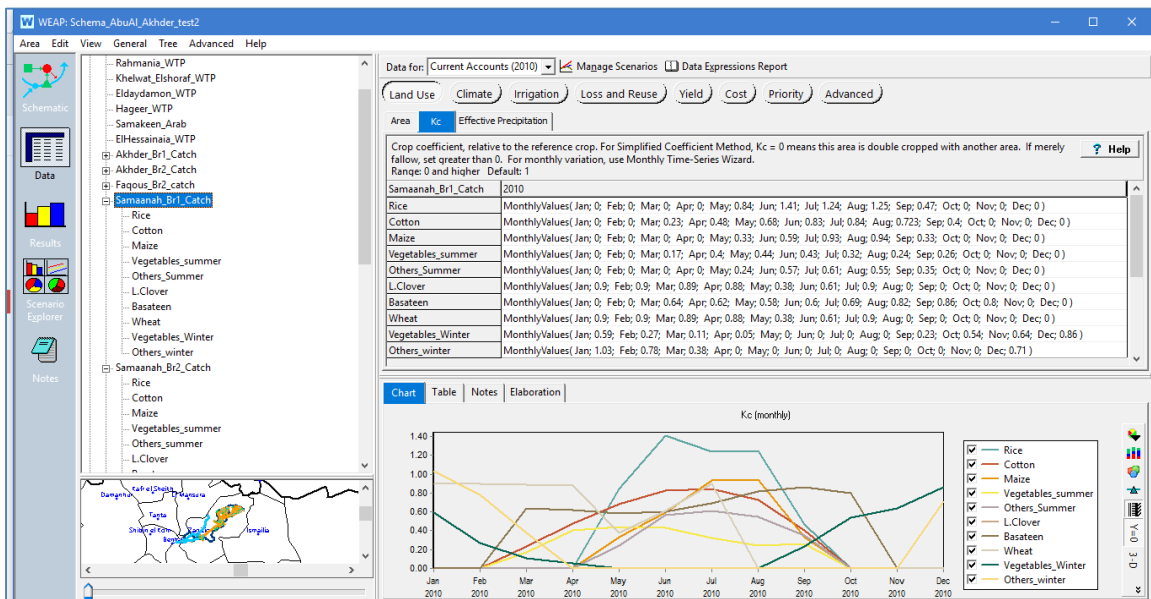 WEAP: Schema_AbuAl_Akhder_test2
Area Edit View General Tree Advanced Help
Schematic
Data
Results
Scenario
Explorer
Notes
Rahmania_WTP
Khelwat_Elshoraf_WTP
Eldaydamon_WTP
Hageer_WTP
Samakeen_Arab
ElHessainaia_WTP
Akhder_Br1_Catch
Akhder_Br2_Catch
Faqous_Br2_catch
Samaanah_Br1_Catch
Rice
Cotton
Maize
Vegetables_summer
Others_Summer
L.Clover
Basateen
Wheat
Vegetables_Winter
Others_winter
Samaanah_Br2_Catch
Rice
Cotton
Maize
Vegetables_summer
Others_summer
L.Clover
Tanta
Data for: Current Accounts (2010) Manage Scenarios Data Expressions Report
Land Use Climate Irrigation Loss and Reuse Yield Cost Priority Advanced
Area Kc Effective Precipitation
Crop coefficient, relative to the reference crop. For Simplified Coefficient Method, Kc = 0 means this area is double cropped with another area. If merely
fallow, set greater than 0. For monthly variation, use Monthly Time-Series Wizard.
Range: 0 and higher Default: 1
? Help
Samaanah_Br1_Catch 2010
Rice MonthlyValues( Jan; 0; Feb; 0; Mar; 0; Apr; 0; May; 0.84; Jun; 1.41; Jul; 1.24; Aug; 1.25; Sep; 0.47; Oct; 0; Nov; 0; Dec; 0 )
Cotton MonthlyValues( Jan; 0; Feb; 0; Mar; 0.23; Apr; 0.48; May; 0.68; Jun; 0.83; Jul; 0.84; Aug; 0.723; Sep; 0.4; Oct; 0; Nov; 0; Dec; 0 )
Maize MonthlyValues( Jan; 0; Feb; 0; Mar; 0; Apr; 0; May; 0.33; Jun; 0.59; Jul; 0.93; Aug; 0.94; Sep; 0.33; Oct; 0; Nov; 0; Dec; 0 )
Vegetables_summer MonthlyValues( Jan; 0; Feb; 0; Mar; 0.17; Apr; 0.4; May; 0.44; Jun; 0.43; Jul; 0.32; Aug; 0.24; Sep; 0.26; Oct; 0; Nov; 0; Dec; 0 )
Others_Summer MonthlyValues( Jan; 0; Feb; 0; Mar; 0; Apr; 0; May; 0.24; Jun; 0.57; Jul; 0.61; Aug; 0.55; Sep; 0.35; Oct; 0; Nov; 0; Dec; 0 )
L.Clover MonthlyValues( Jan; 0.9; Feb; 0.9; Mar; 0.89; Apr; 0.88; May; 0.38; Jun; 0.61; Jul; 0.9; Aug; 0; Sep; 0; Oct; 0; Nov; 0; Dec; 0 )
Basateen MonthlyValues( Jan; 0; Feb; 0; Mar; 0.64; Apr; 0.62; May; 0.58; Jun; 0.6; Jul; 0.69; Aug; 0.82; Sep; 0.86; Oct; 0.8; Nov; 0; Dec; 0 )
Wheat MonthlyValues( Jan; 0.9; Feb; 0.9; Mar; 0.89; Apr; 0.88; May; 0.38; Jun; 0.61; Jul; 0.9; Aug; 0; Sep; 0; Oct; 0; Nov; 0; Dec; 0 )
Vegetables_Winter MonthlyValues( Jan; 0.59; Feb; 0.27; Mar; 0.11; Apr; 0.05; May; 0; Jun; 0; Jul; 0; Aug; 0; Sep; 0.23; Oct; 0.54; Nov; 0.64; Dec; 0.86 )
Others_winter MonthlyValues( Jan; 1.03; Feb; 0.78; Mar; 0.38; Apr; 0; May; 0; Jun; 0; Jul; 0; Aug; 0; Sep; 0; Oct; 0; Nov; 0; Dec; 0.71 )
Chart Table Notes Elaboration
Kc (monthly)
1.40
1.20
1.00
0.80
0.60
0.40
0.20
0.00
Jan Feb Mar Apr May Jun Jul Aug Sep Oct Nov Dec
2010 2010 2010 2010 2010 2010 2010 2010 2010 2010 2010 2010
Rice
Cotton
Maize
Vegetables_summer
Others_Summer
L.Clover
Basateen
Wheat
Vegetables_Winter
Others_winter
Y=0
3-D